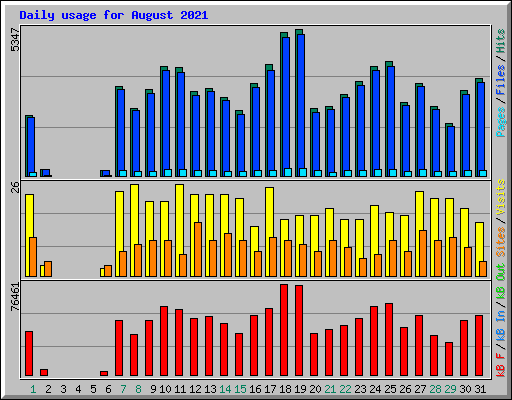 Daily usage for August 2021
5347
Pages / Files / Hits
26
Sites / Visits
76461
kB F / kB In / kB Out
1 2 3 4 5 6 7 8 9 10 11 12 13 14 15 16 17 18 19 20 21 22 23 24 25 26 27 28 29 30 31